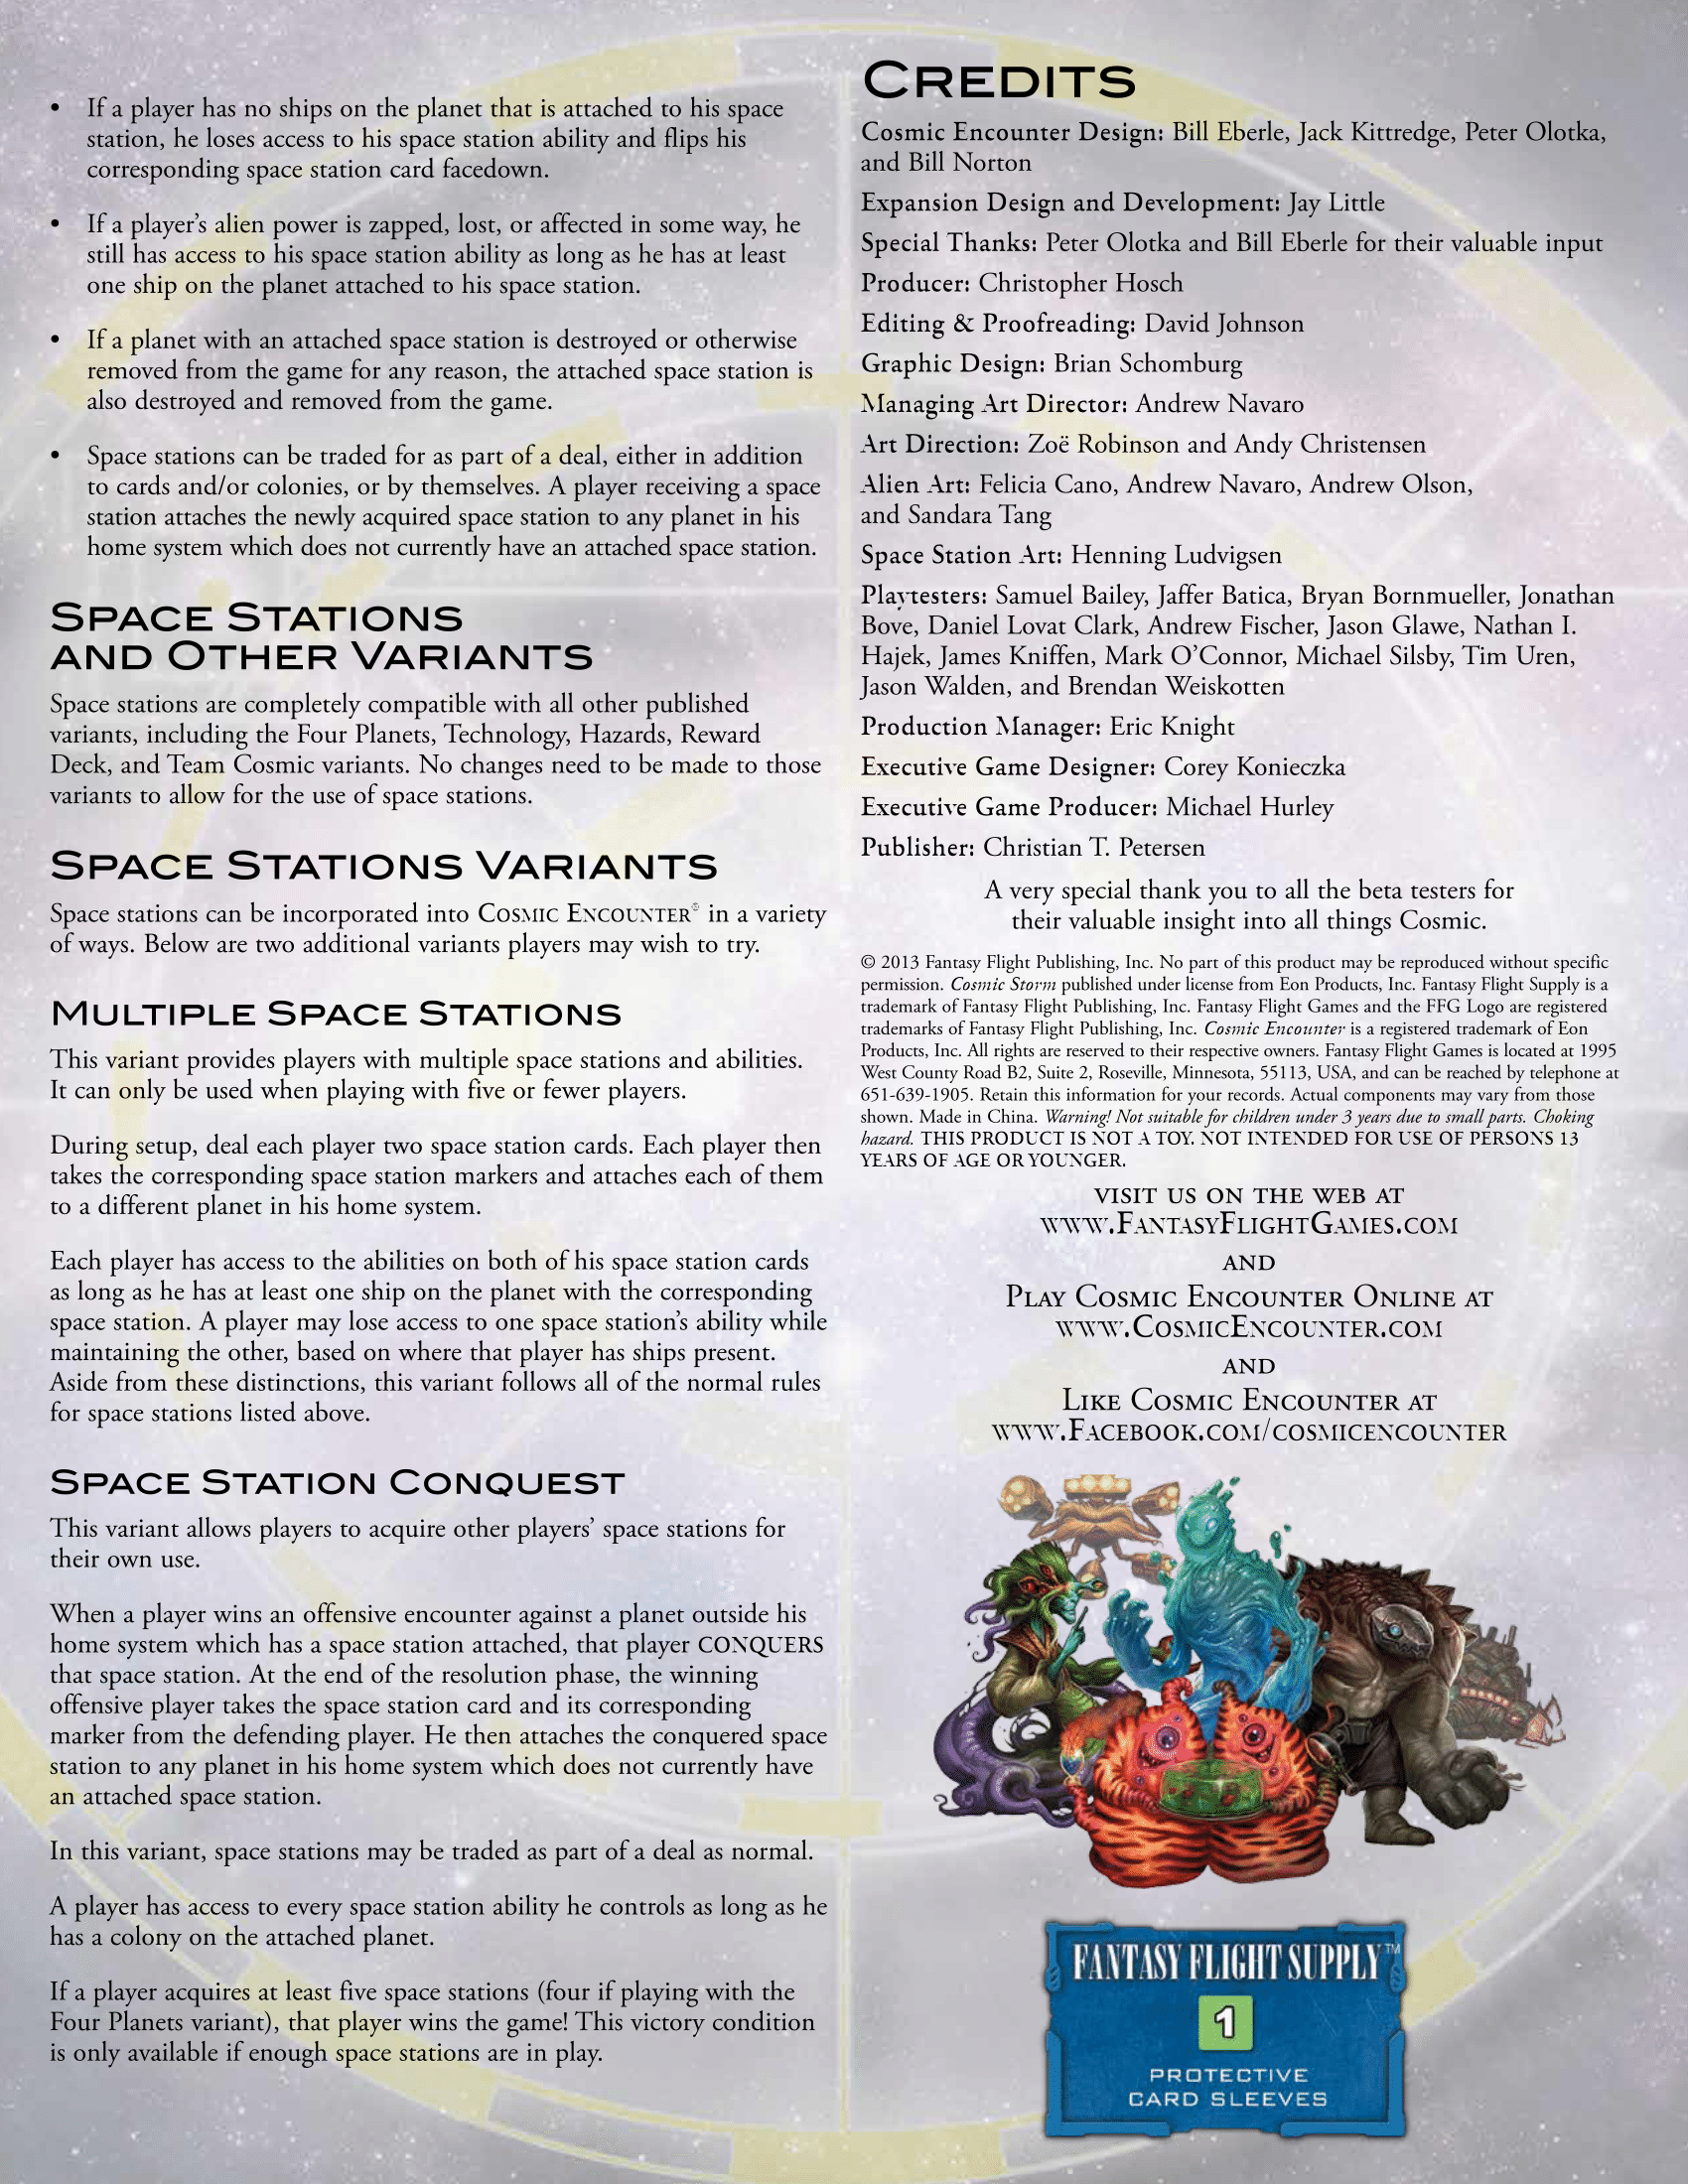 • If a player has no ships on the planet that is attached to his space
station, he loses access to his space station ability and flips his
corresponding space station card facedown.
• If a player’s alien power is zapped, lost, or affected in some way, he
still has access to his space station ability as long as he has at least
one ship on the planet attached to his space station.
• If a planet with an attached space station is destroyed or otherwise
removed from the game for any reason, the attached space station is
also destroyed and removed from the game.
• Space stations can be traded for as part of a deal, either in addition
to cards and/or colonies, or by themselves. A player receiving a space
station attaches the newly acquired space station to any planet in his
home system which does not currently have an attached space station.
Space Stations
and Other Variants
Space stations are completely compatible with all other published
variants, including the Four Planets, Technology, Hazards, Reward
Deck, and Team Cosmic variants. No changes need to be made to those
variants to allow for the use of space stations.
Space Stations Variants
Space stations can be incorporated into Cosmic Encounter® in a variety
of ways. Below are two additional variants players may wish to try.
Multiple Space Stations
This variant provides players with multiple space stations and abilities.
It can only be used when playing with five or fewer players.
During setup, deal each player two space station cards. Each player then
takes the corresponding space station markers and attaches each of them
to a different planet in his home system.
Each player has access to the abilities on both of his space station cards
as long as he has at least one ship on the planet with the corresponding
space station. A player may lose access to one space station’s ability while
maintaining the other, based on where that player has ships present.
Aside from these distinctions, this variant follows all of the normal rules
for space stations listed above.
Space Station Conquest
This variant allows players to acquire other players’ space stations for
their own use.
When a player wins an offensive encounter against a planet outside his
home system which has a space station attached, that player CONQUERS
that space station. At the end of the resolution phase, the winning
offensive player takes the space station card and its corresponding
marker from the defending player. He then attaches the conquered space
station to any planet in his home system which does not currently have
an attached space station.
In this variant, space stations may be traded as part of a deal as normal.
A player has access to every space station ability he controls as long as he
has a colony on the attached planet.
If a player acquires at least five space stations (four if playing with the
Four Planets variant), that player wins the game! This victory condition
is only available if enough space stations are in play.
Credits
Cosmic Encounter Design: Bill Eberle, Jack Kittredge, Peter Olotka,
and Bill Norton
Expansion Design and Development: Jay Little
Special Thanks: Peter Olotka and Bill Eberle for their valuable input
Producer: Christopher Hosch
Editing & Proofreading: David Johnson
Graphic Design: Brian Schomburg
Managing Art Director: Andrew Navaro
Art Direction: Zoë Robinson and Andy Christensen
Alien Art: Felicia Cano, Andrew Navaro, Andrew Olson,
and Sandara Tang
Space Station Art: Henning Ludvigsen
Playtesters: Samuel Bailey, Jaffer Batica, Bryan Bornmueller, Jonathan
Bove, Daniel Lovat Clark, Andrew Fischer, Jason Glawe, Nathan I.
Hajek, James Kniffen, Mark O’Connor, Michael Silsby, Tim Uren,
Jason Walden, and Brendan Weiskotten
Production Manager: Eric Knight
Executive Game Designer: Corey Konieczka
Executive Game Producer: Michael Hurley
Publisher: Christian T. Petersen
A very special thank you to all the beta testers for
their valuable insight into all things Cosmic.
© 2013 Fantasy Flight Publishing, Inc. No part of this product may be reproduced without specific
permission. Cosmic Storm published under license from Eon Products, Inc. Fantasy Flight Supply is a
trademark of Fantasy Flight Publishing, Inc. Fantasy Flight Games and the FFG Logo are registered
trademarks of Fantasy Flight Publishing, Inc. Cosmic Encounter is a registered trademark of Eon
Products, Inc. All rights are reserved to their respective owners. Fantasy Flight Games is located at 1995
West County Road B2, Suite 2, Roseville, Minnesota, 55113, USA, and can be reached by telephone at
651-639-1905. Retain this information for your records. Actual components may vary from those
shown. Made in China. Warning! Not suitable for children under 3 years due to small parts. Choking
hazard. THIS PRODUCT IS NOT A TOY. NOT INTENDED FOR USE OF PERSONS 13
YEARS OF AGE OR YOUNGER.
visit us on the web at
www.FantasyFlightGames.com
and
Play Cosmic Encounter Online at
www.CosmicEncounter.com
and
Like Cosmic Encounter at
www.Facebook.com/cosmicencounter
FANTASY FLIGHT SUPPLY™
1
PROTECTIVE
CARD SLEEVES